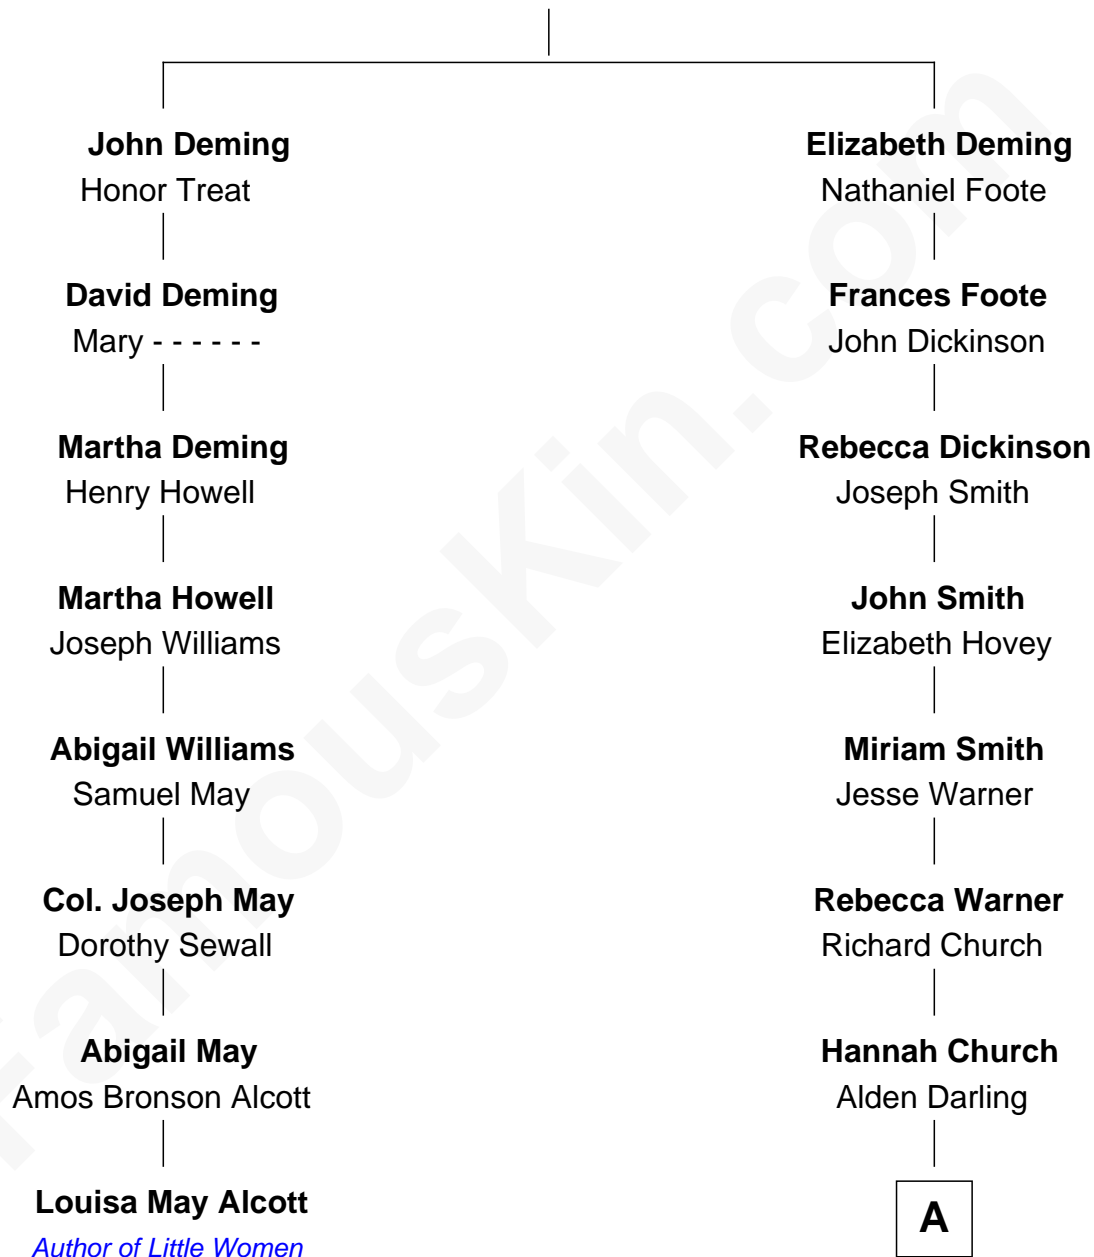 John Deming
Honor Treat
David Deming
Mary - - - - - -
Martha Deming
Henry Howell
Martha Howell
Joseph Williams
Abigail Williams
Samuel May
Col. Joseph May
Dorothy Sewall
Abigail May
Amos Bronson Alcott
Louisa May Alcott
Author of Little Women
Elizabeth Deming
Nathaniel Foote
Frances Foote
John Dickinson
Rebecca Dickinson
Joseph Smith
John Smith
Elizabeth Hovey
Miriam Smith
Jesse Warner
Rebecca Warner
Richard Church
Hannah Church
Alden Darling
A
FamousKin.com